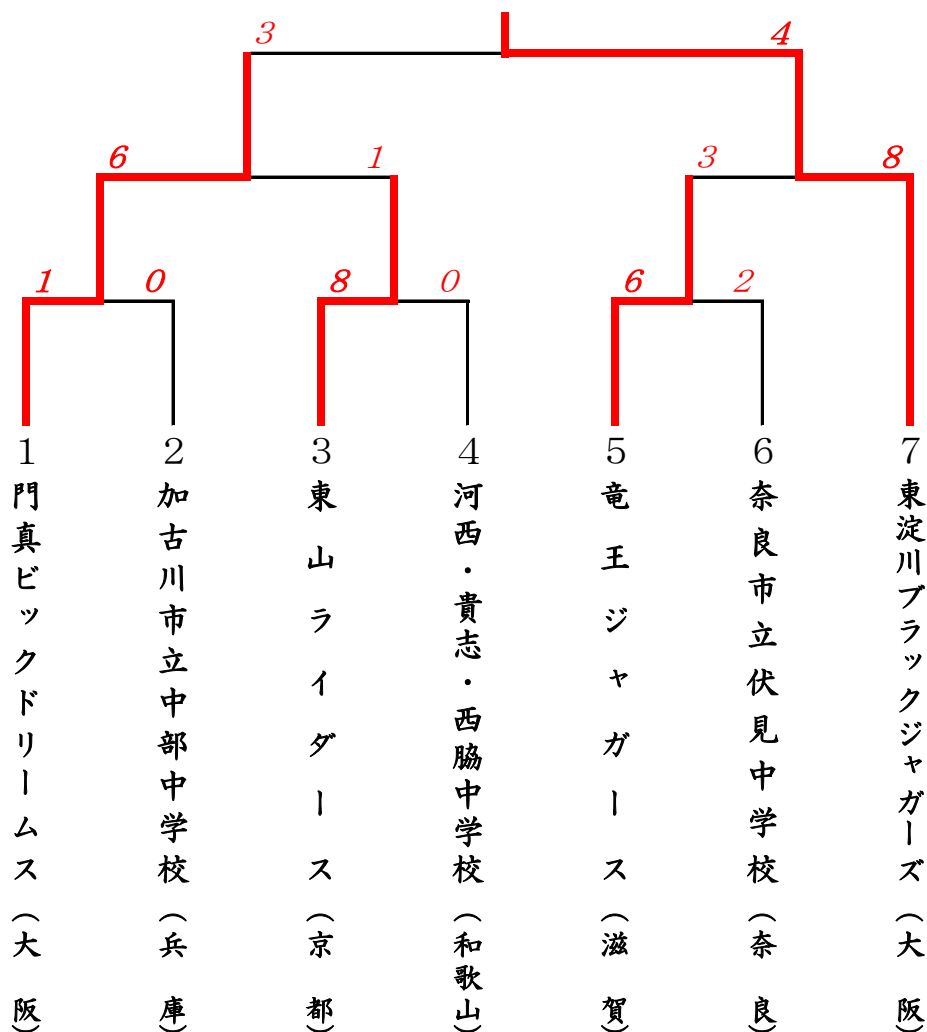 3
4
6
1
3
8
1
0
8
0
6
2
1
2
3
4
5
6
7
門真ビックドリームス(大阪)
加古川市立中部中学校(兵庫)
東山ライダース(京都)
河西・貴志・西脇中学校(和歌山)
竜王ジャガース(滋賀)
奈良市立伏見中学校(奈良)
東淀川ブラックジャガーズ(大阪)